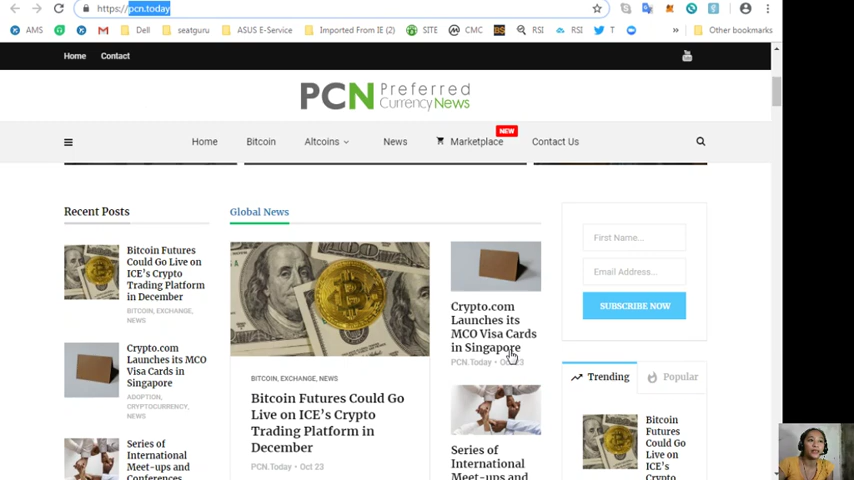 https://pcn.today
AMS
Dell
seatguru
ASUS E-Service
Imported From IE (2)
SITE
CMC
RSI
RSI
T
»
Other bookmarks
Home
Contact
PCN Preferred
Currency News
NEW
Home
Bitcoin
Altcoins
News
Marketplace
Contact Us
Recent Posts
Bitcoin Futures
Could Go Live on
ICE's Crypto
Trading Platform
in December
BITCOIN, EXCHANGE,
NEWS
Crypto.com
Launches its MCO
Visa Card in
Singapore
ADOPTION,
CRYPTOCURRENCY,
NEWS
Series of
International
Meet-ups and
Conferences
Global News
BITCOIN, EXCHANGE, NEWS
Bitcoin Futures Could Go
Live on ICE's Crypto
Trading Platform in
December
PCN.Today • Oct 23
Crypto.com
Launches its
MCO Visa Cards
in Singapore
PCN.Today • Oct 23
Series of
International
Meet-ups and
First Name...
Email Address...
SUBSCRIBE NOW
Trending
Popular
Bitcoin
Futures
Could Go
Live on
ICE's
Crypto